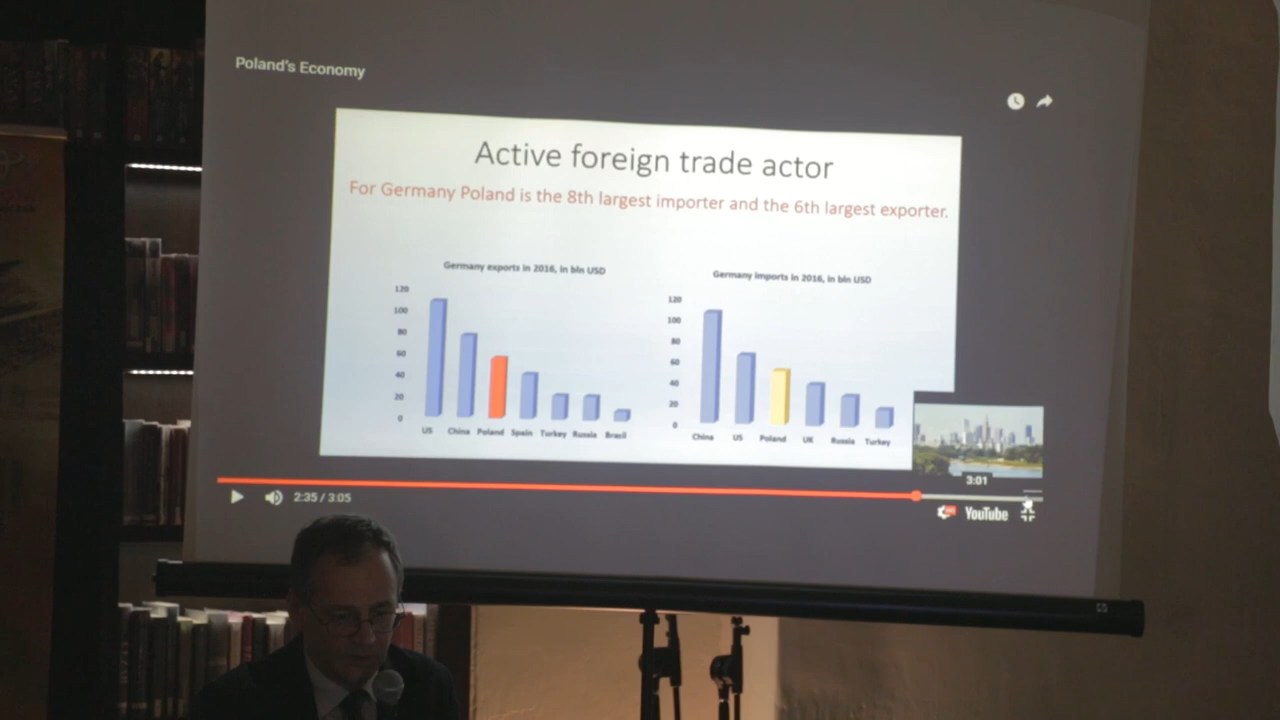 Poland's Economy
Active foreign trade actor
For Germany Poland is the 8th largest importer and the 6th largest exporter.
Germany exports in 2016, in bln USD
120
100
80
60
40
20
0
US China Poland Spain Turkey Russia Brasil
Germany imports in 2016, in bln USD
120
100
80
60
40
20
0
China US Poland UK Russia Turkey
3:01
2:35 / 3:05
YouTube